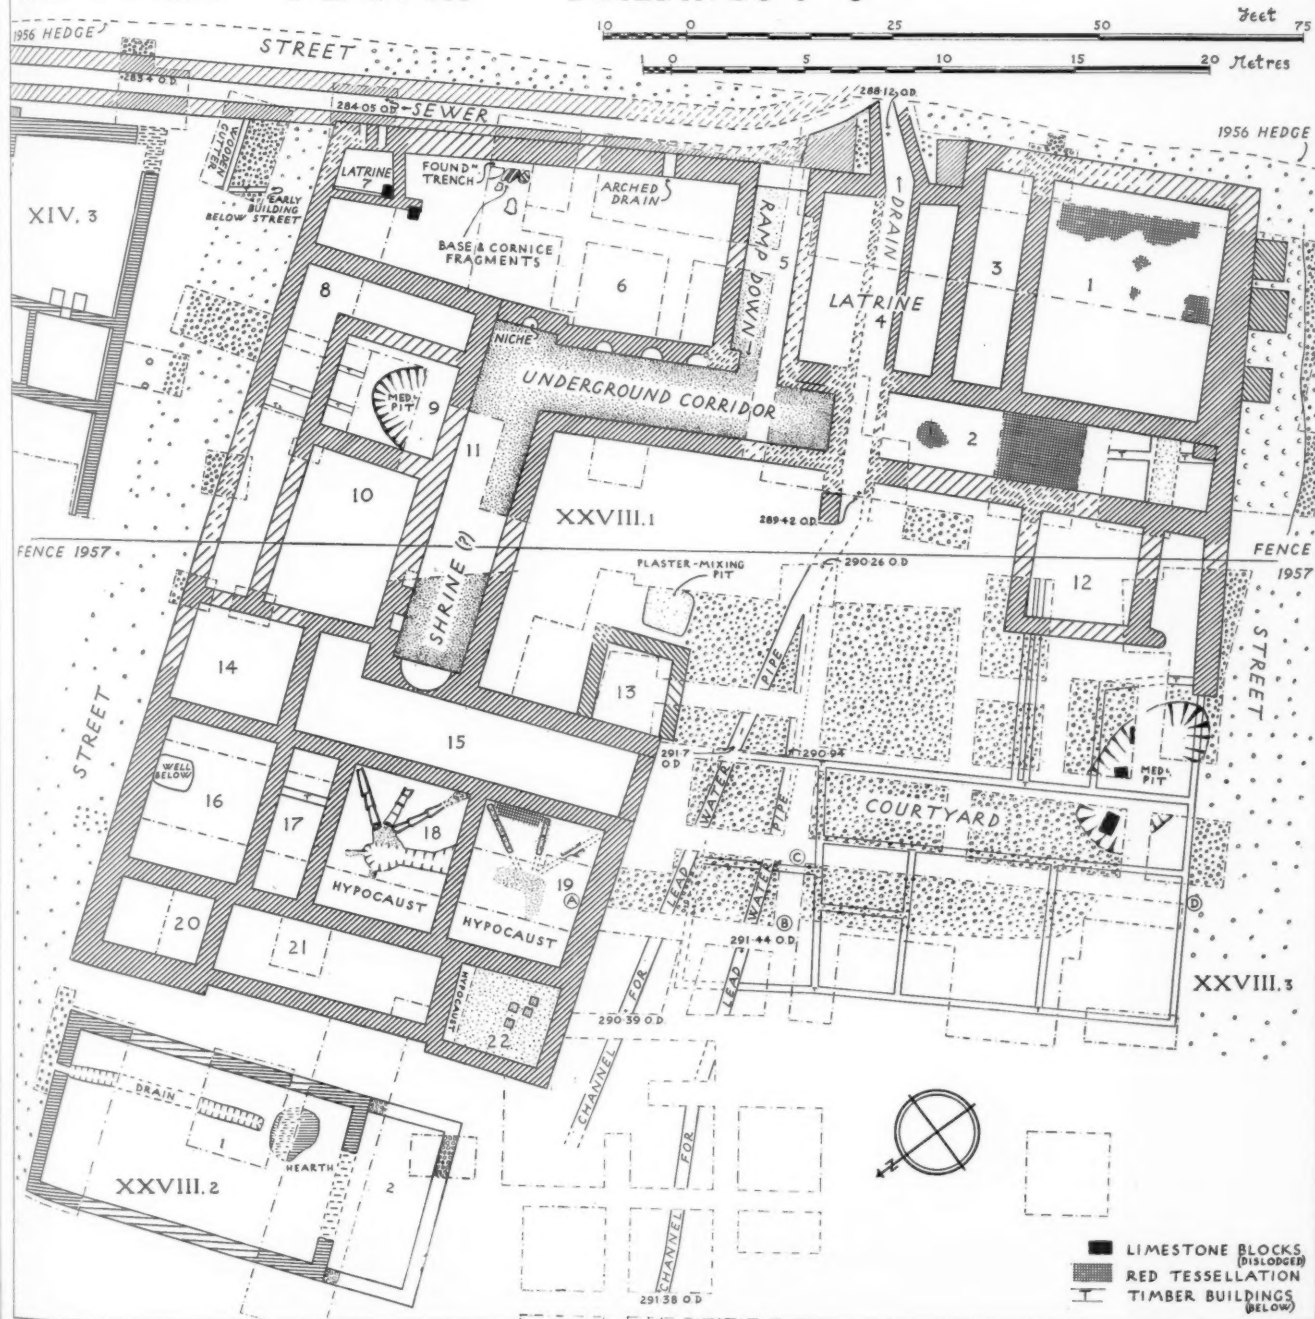 10 0 25 50 Feet 75
1 0 5 10 15 20 Metres
1956 HEDGE
STREET
283·4 O.D
284·05 O.D
SEWER
288·12 O.D.
1956 HEDGE
WOODEN GUTTER
LATRINE
7
FOUNDN
TRENCH
ARCHED
DRAIN
RAMP DOWN
DRAIN
XIV. 3
EARLY
BUILDING
BELOW STREET
BASE & CORNICE
FRAGMENTS
5
3
1
6
8
LATRINE
4
NICHE
UNDERGROUND CORRIDOR
MEDL
PIT
9
2
11
10
XXVIII.1
289·42 O.D.
FENCE 1957
FENCE
1957
SHRINE (?)
PLASTER-MIXING
PIT
290·26 O.D
12
STREET
14
13
PIPE
15
291·7
O.D
290·94
MEDL
PIT
STREET
WELL
BELOW
16
17
18
HYPOCAUST
19
A
HYPOCAUST
WATER
PIPE
COURTYARD
C
LEAD
WATER
B
291·44 O.D.
D
20
21
HYPOCAUST
22
FOR
LEAD
XXVIII.3
290·39 O.D
CHANNEL
DRAIN
1
HEARTH
XXVIII.2
2
FOR
CHANNEL
291·38 O.D
N
LIMESTONE BLOCKS
(DISLODGED)
RED TESSELLATION
TIMBER BUILDINGS
(BELOW)